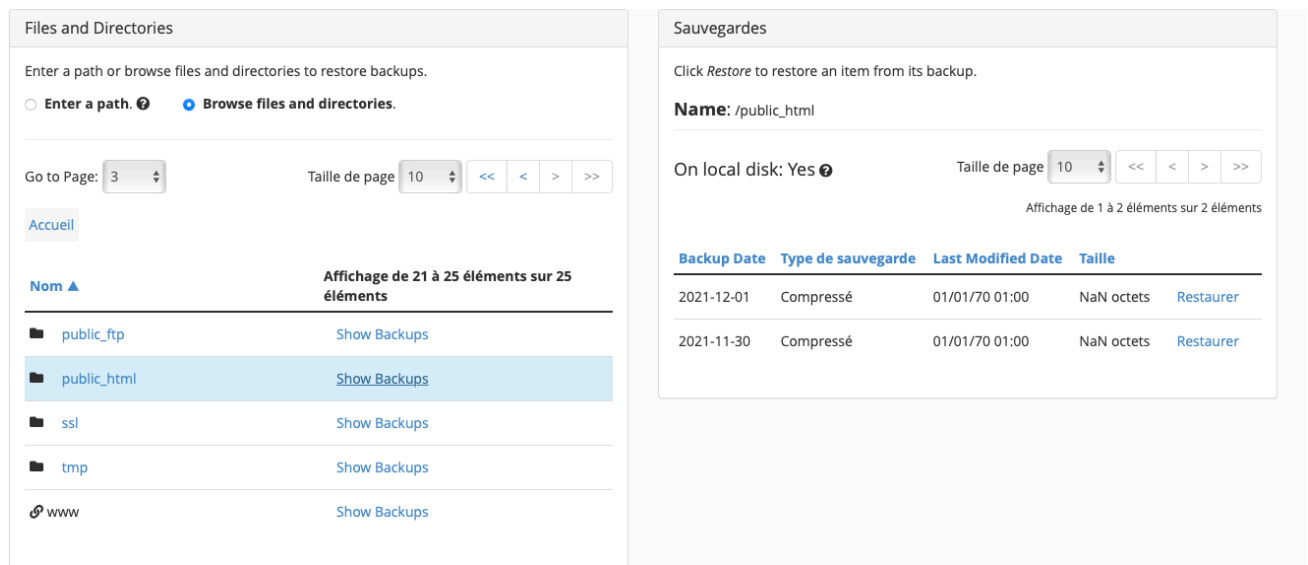 Files and Directories
Enter a path or browse files and directories to restore backups.
Enter a path. ?
Browse files and directories.
Go to Page: 3
Taille de page 10 << < > >>
Accueil
Nom ▲
Affichage de 21 à 25 éléments sur 25
éléments
public_ftp Show Backups
public_html Show Backups
ssl Show Backups
tmp Show Backups
www Show Backups
Sauvegardes
Click Restore to restore an item from its backup.
Name: /public_html
On local disk: Yes ?
Taille de page 10 << < > >>
Affichage de 1 à 2 éléments sur 2 éléments
Backup Date Type de sauvegarde Last Modified Date Taille
2021-12-01 Compressé 01/01/70 01:00 NaN octets Restaurer
2021-11-30 Compressé 01/01/70 01:00 NaN octets Restaurer